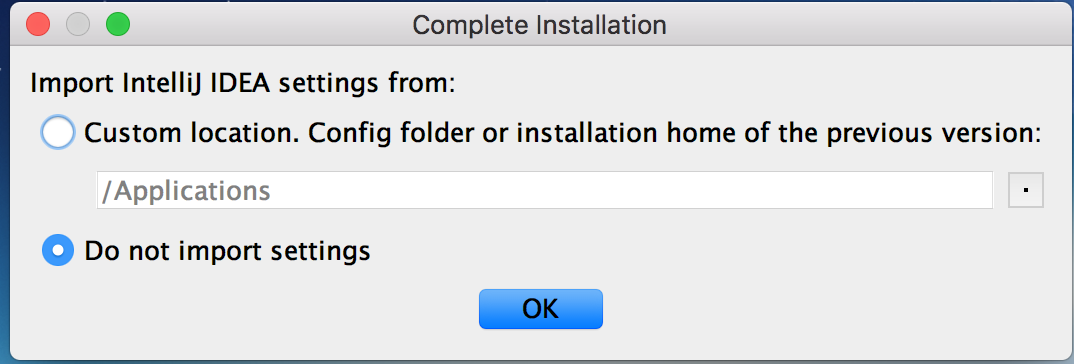 Complete Installation
Import IntelliJ IDEA settings from:
Custom location. Config folder or installation home of the previous version:
/Applications
Do not import settings
OK